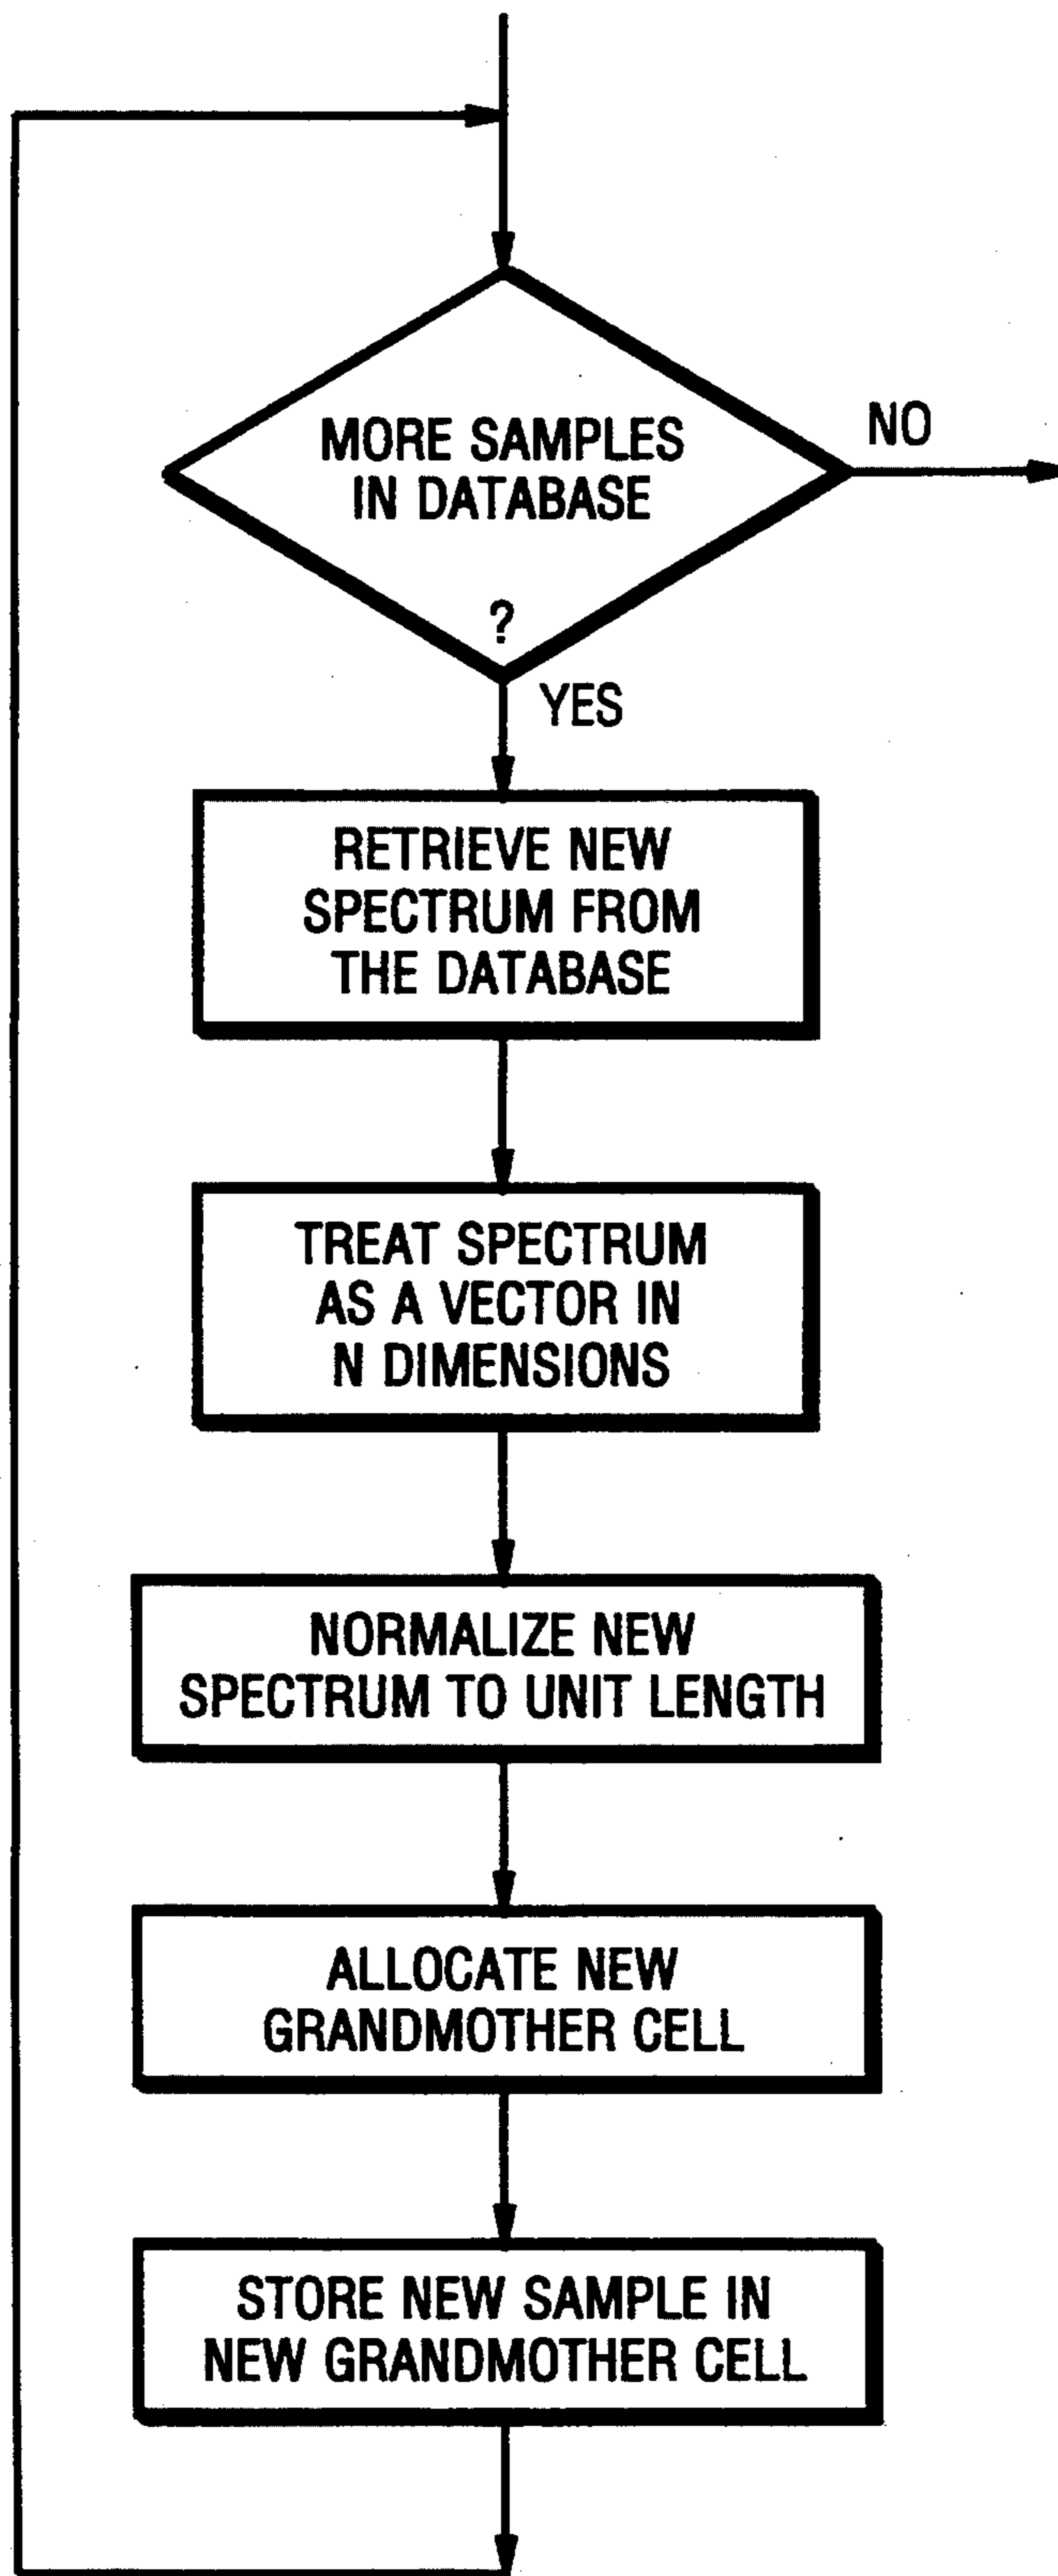 MORE SAMPLES
IN DATABASE
?
NO
YES
RETRIEVE NEW
SPECTRUM FROM
THE DATABASE
TREAT SPECTRUM
AS A VECTOR IN
N DIMENSIONS
NORMALIZE NEW
SPECTRUM TO UNIT LENGTH
ALLOCATE NEW
GRANDMOTHER CELL
STORE NEW SAMPLE IN
NEW GRANDMOTHER CELL